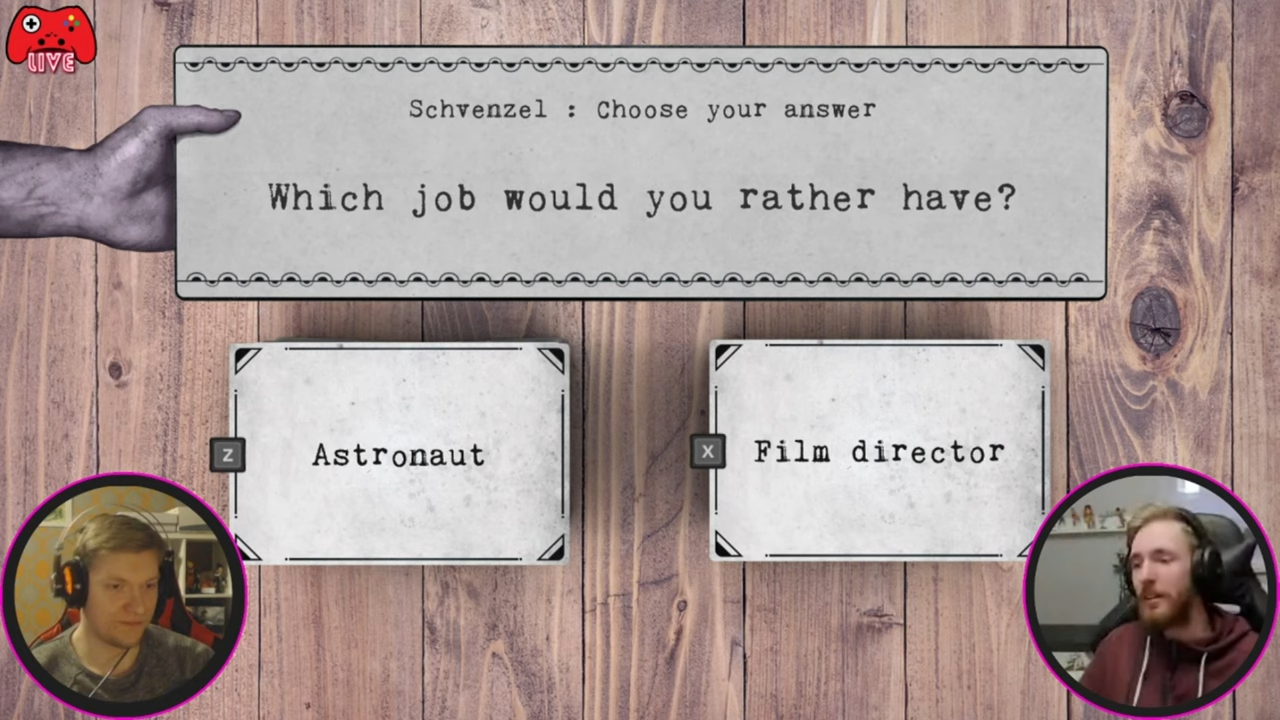 LIVE
Schvenzel : Choose your answer
Which job would you rather have?
Z
Astronaut
X
Film director